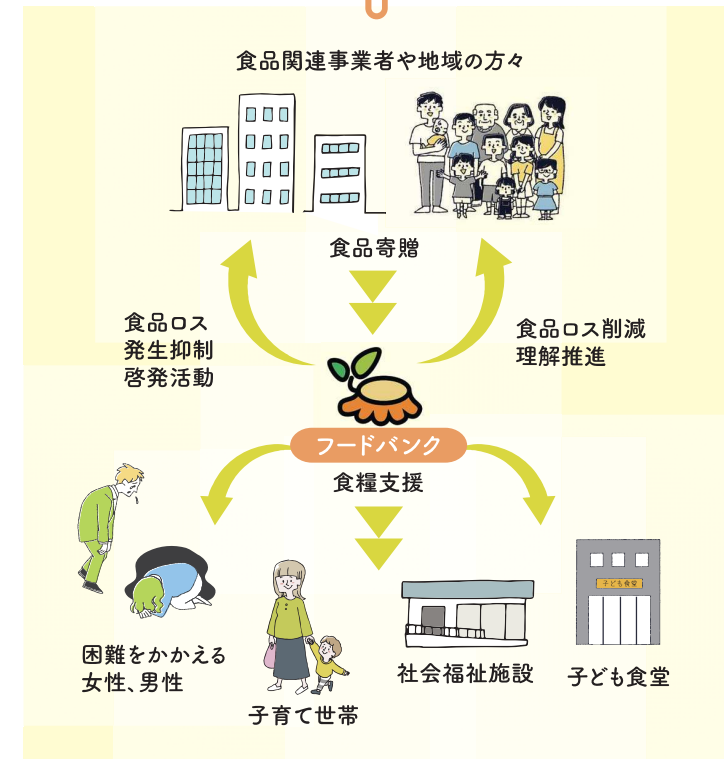 食品関連事業者や地域の方々
食品寄贈
食品ロス
発生抑制
啓発活動
食品ロス削減
理解推進
フードバンク
食糧支援
子ども食堂
困難をかかえる
女性、男性
子育て世帯
社会福祉施設
子ども食堂